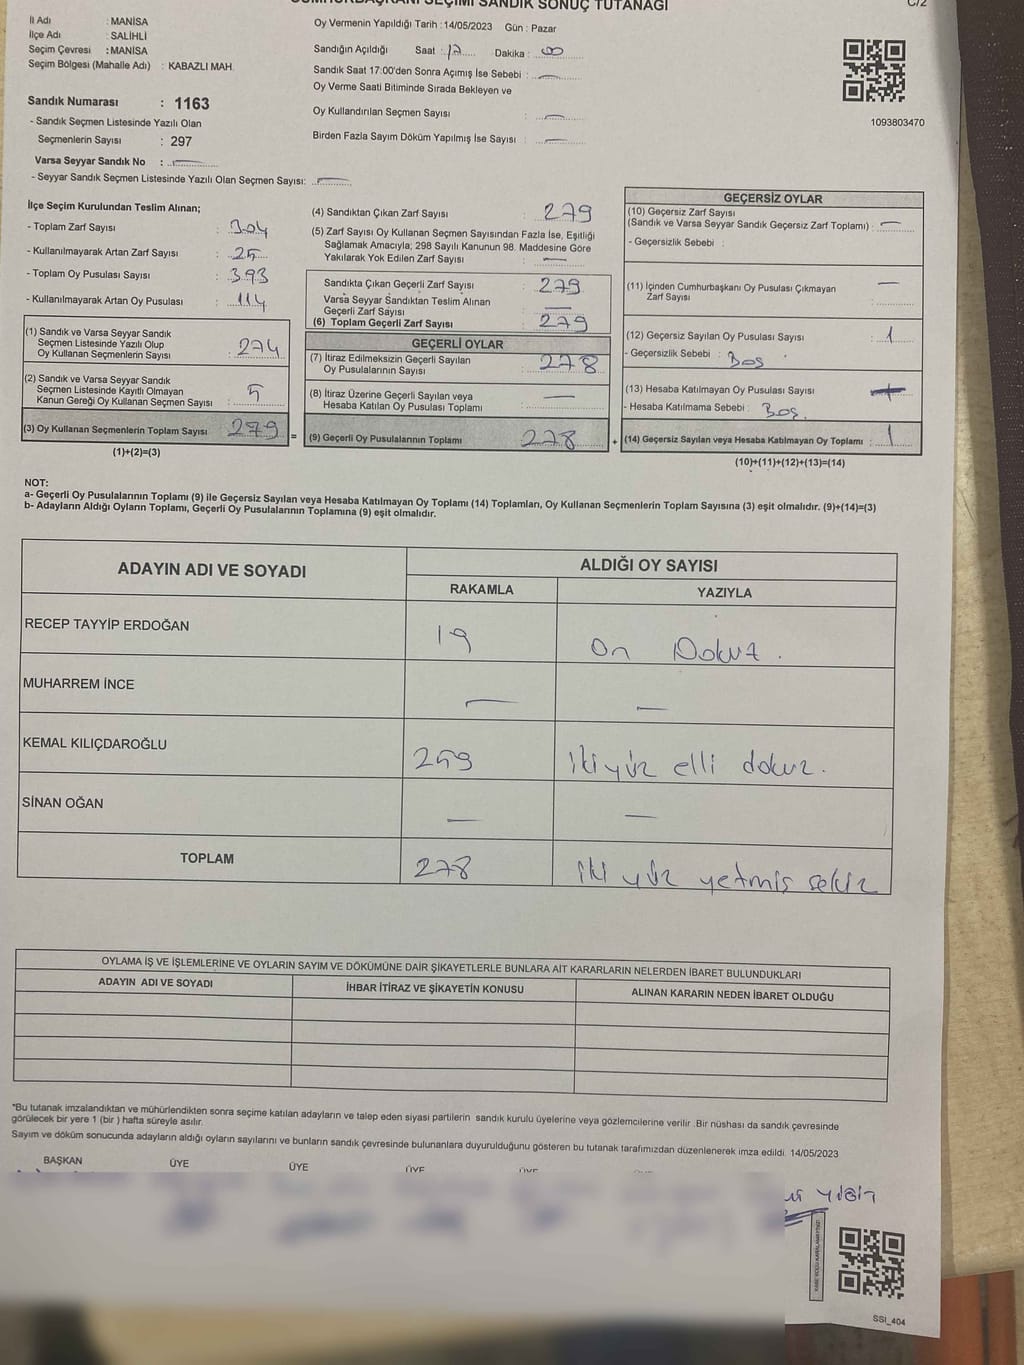 CUMHURBAŞKANI SEÇİMİ SANDIK SONUÇ TUTANAĞI
C/2
İl Adı : MANİSA
İlçe Adı : SALİHLİ
Seçim Çevresi : MANİSA
Seçim Bölgesi (Mahalle Adı) : KABAZLI MAH.
Sandık Numarası : 1163
- Sandık Seçmen Listesinde Yazılı Olan
Seçmenlerin Sayısı : 297
Varsa Seyyar Sandık No : —
- Seyyar Sandık Seçmen Listesinde Yazılı Olan Seçmen Sayısı: —
Oy Vermenin Yapıldığı Tarih : 14/05/2023 Gün : Pazar
Sandığın Açıldığı Saat : 17 Dakika : 00
Sandık Saat 17:00'den Sonra Açımış İse Sebebi : —
Oy Verme Saati Bitiminde Sırada Bekleyen ve
Oy Kullandırılan Seçmen Sayısı : —
Birden Fazla Sayım Döküm Yapılmış İse Sayısı : —
1093803470
İlçe Seçim Kurulundan Teslim Alınan;
- Toplam Zarf Sayısı : 304
- Kullanılmayarak Artan Zarf Sayısı : 25
- Toplam Oy Pusulası Sayısı : 393
- Kullanılmayarak Artan Oy Pusulası : 114
(1) Sandık ve Varsa Seyyar Sandık
Seçmen Listesinde Yazılı Olup
Oy Kullanan Seçmenlerin Sayısı : 274
(2) Sandık ve Varsa Seyyar Sandık
Seçmen Listesinde Kayıtlı Olmayan
Kanun Gereği Oy Kullanan Seçmen Sayısı : 5
(3) Oy Kullanan Seçmenlerin Toplam Sayısı : 279
(1)+(2)=(3)
(4) Sandıktan Çıkan Zarf Sayısı : 279
(5) Zarf Sayısı Oy Kullanan Seçmen Sayısından Fazla İse, Eşitliği
Sağlamak Amacıyla; 298 Sayılı Kanunun 98. Maddesine Göre
Yakılarak Yok Edilen Zarf Sayısı : —
Sandıkta Çıkan Geçerli Zarf Sayısı : 279
Varsa Seyyar Sandıktan Teslim Alınan
Geçerli Zarf Sayısı : —
(6) Toplam Geçerli Zarf Sayısı : 279
GEÇERLİ OYLAR
(7) İtiraz Edilmeksizin Geçerli Sayılan
Oy Pusulalarının Sayısı : 278
(8) İtiraz Üzerine Geçerli Sayılan veya
Hesaba Katılan Oy Pusulası Toplamı : —
= (9) Geçerli Oy Pusulalarının Toplamı 278
GEÇERSİZ OYLAR
(10) Geçersiz Zarf Sayısı
(Sandık ve Varsa Seyyar Sandık Geçersiz Zarf Toplamı) : —
- Geçersizlik Sebebi :
(11) İçinden Cumhurbaşkanı Oy Pusulası Çıkmayan
Zarf Sayısı : —
(12) Geçersiz Sayılan Oy Pusulası Sayısı : 1
- Geçersizlik Sebebi : Boş
(13) Hesaba Katılmayan Oy Pusulası Sayısı :
- Hesaba Katılmama Sebebi : Boş.
+ (14) Geçersiz Sayılan veya Hesaba Katılmayan Oy Toplamı : 1
(10)+(11)+(12)+(13)=(14)
NOT:
a- Geçerli Oy Pusulalarının Toplamı (9) ile Geçersiz Sayılan veya Hesaba Katılmayan Oy Toplamı (14) Toplamları, Oy Kullanan Seçmenlerin Toplam Sayısına (3) eşit olmalıdır. (9)+(14)=(3)
b- Adayların Aldığı Oyların Toplamı, Geçerli Oy Pusulalarının Toplamına (9) eşit olmalıdır.
ADAYIN ADI VE SOYADI
ALDIĞI OY SAYISI
RAKAMLA YAZIYLA
RECEP TAYYİP ERDOĞAN 19 On Dokuz.
MUHARREM İNCE — —
KEMAL KILIÇDAROĞLU 259 iki yüz elli dokuz.
SİNAN OĞAN — —
TOPLAM 278 iki yüz yetmiş sekiz
OYLAMA İŞ VE İŞLEMLERİNE VE OYLARIN SAYIM VE DÖKÜMÜNE DAİR ŞİKAYETLERLE BUNLARA AİT KARARLARIN NELERDEN İBARET BULUNDUKLARI
ADAYIN ADI VE SOYADI İHBAR İTİRAZ VE ŞİKAYETİN KONUSU ALINAN KARARIN NEDEN İBARET OLDUĞU
*Bu tutanak imzalandıktan ve mühürlendikten sonra seçime katılan adayların ve talep eden siyasi partilerin sandık kurulu üyelerine veya gözlemcilerine verilir .Bir nüshası da sandık çevresinde
görülecek bir yere 1 (bir ) hafta süreyle asılır.
Sayım ve döküm sonucunda adayların aldığı oyların sayılarını ve bunların sandık çevresinde bulunanlara duyurulduğunu gösteren bu tutanak tarafımızdan düzenlenerek imza edildi. 14/05/2023
BAŞKAN ÜYE ÜYE ÜYE ÜYE
SSI_404